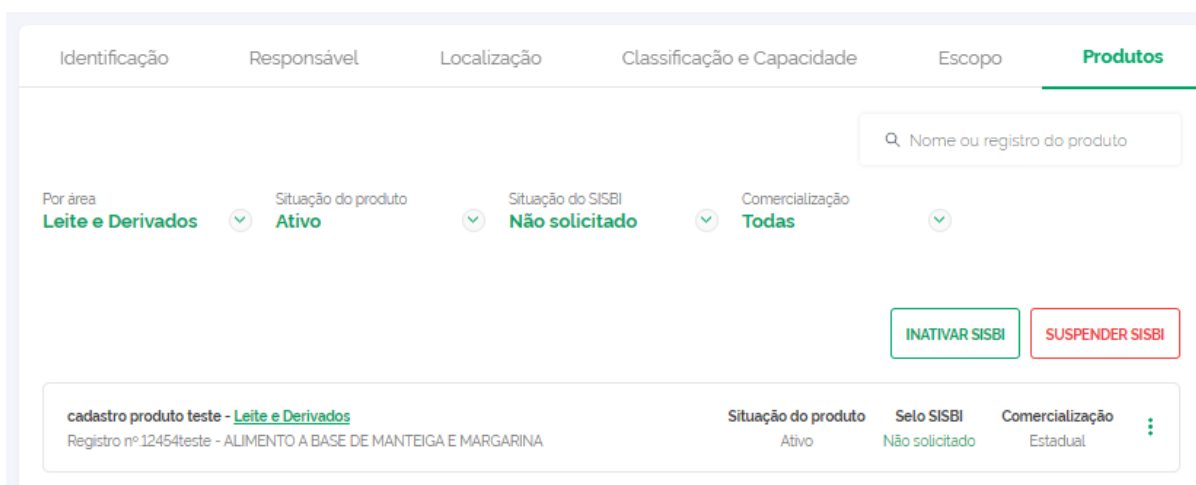 Identificação Responsável Localização Classificação e Capacidade Escopo Produtos
Nome ou registro do produto
Por área Situação do produto Situação do SISBI Comercialização
Leite e Derivados Ativo Não solicitado Todas
INATIVAR SISBI SUSPENDER SISBI
cadastro produto teste - Leite e Derivados Situação do produto Selo SISBI Comercialização
Registro nº 12454teste - ALIMENTO A BASE DE MANTEIGA E MARGARINA Ativo Não solicitado Estadual